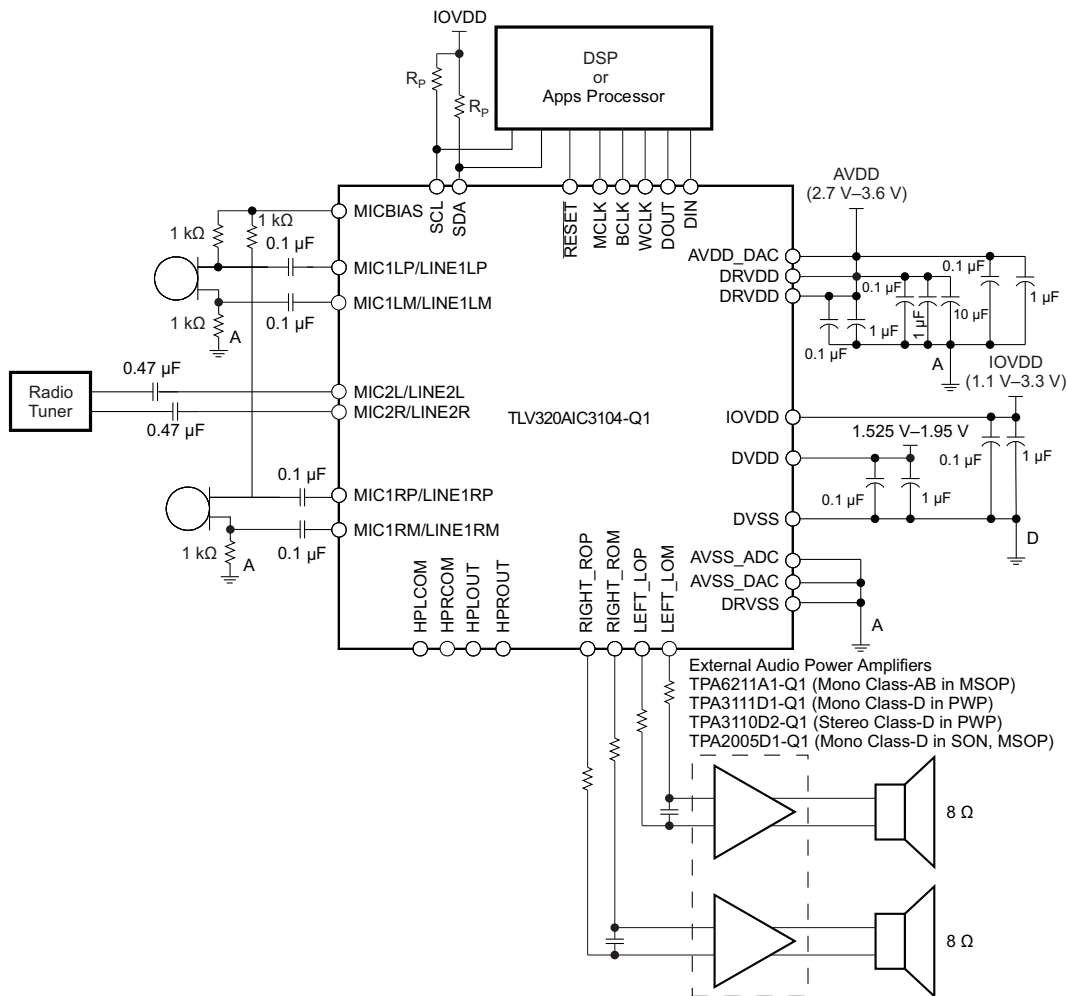 IOVDD
RP
RP
DSP
or
Apps Processor
AVDD
(2.7 V–3.6 V)
MICBIAS
SCL
SDA
RESET
MCLK
BCLK
WCLK
DOUT
DIN
1 kΩ
1 kΩ
0.1 µF
MIC1LP/LINE1LP
MIC1LM/LINE1LM
1 kΩ
A
0.1 µF
AVDD_DAC
DRVDD
DRVDD
0.1 µF
0.1 µF
1 µF
1 µF
1 µF
10 µF
0.1 µF
A
Radio
Tuner
0.47 µF
0.47 µF
MIC2L/LINE2L
MIC2R/LINE2R
TLV320AIC3104-Q1
IOVDD
(1.1 V–3.3 V)
IOVDD
1.525 V–1.95 V
DVDD
0.1 µF
1 µF
0.1 µF
1 µF
DVSS
D
0.1 µF
MIC1RP/LINE1RP
MIC1RM/LINE1RM
1 kΩ
A
0.1 µF
AVSS_ADC
AVSS_DAC
DRVSS
A
HPLCOM
HPRCOM
HPLOUT
HPROUT
RIGHT_ROP
RIGHT_ROM
LEFT_LOP
LEFT_LOM
External Audio Power Amplifiers
TPA6211A1-Q1 (Mono Class-AB in MSOP)
TPA3111D1-Q1 (Mono Class-D in PWP)
TPA3110D2-Q1 (Stereo Class-D in PWP)
TPA2005D1-Q1 (Mono Class-D in SON, MSOP)
8 Ω
8 Ω